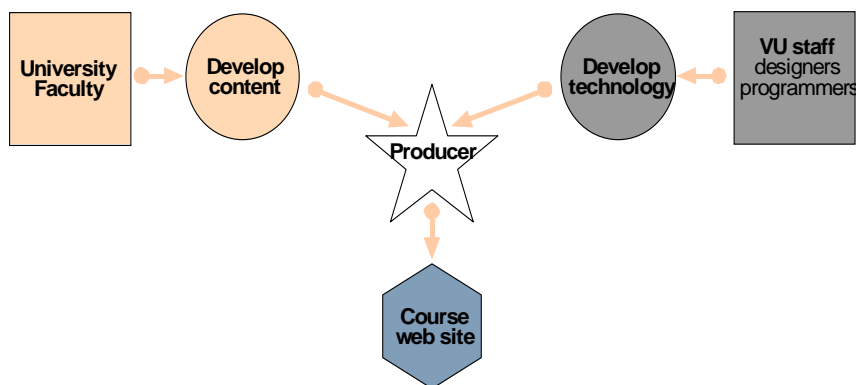 University
Faculty
Develop
content
Producer
Develop
technology
VU staff
designers
programmers
Course
web site